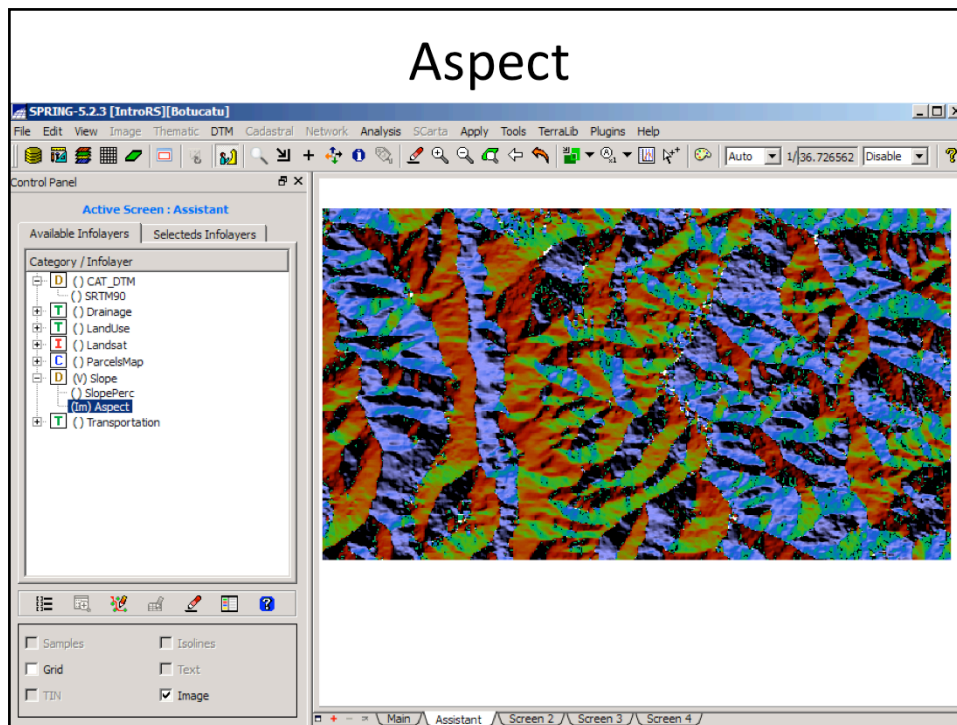 Aspect
SPRING-5.2.3 [IntroRS][Botucatu]
File Edit View Image Thematic DTM Cadastral Network Analysis SCarta Apply Tools TerraLib Plugins Help
Auto 1/ 36.726562 Disable
Control Panel
Active Screen : Assistant
Available Infolayers Selecteds Infolayers
Category / Infolayer
D () CAT_DTM
() SRTM90
T () Drainage
T () LandUse
I () Landsat
C () ParcelsMap
D (V) Slope
() SlopePerc
(Im) Aspect
T () Transportation
Samples Isolines
Grid Text
TIN Image
Main Assistant Screen 2 Screen 3 Screen 4